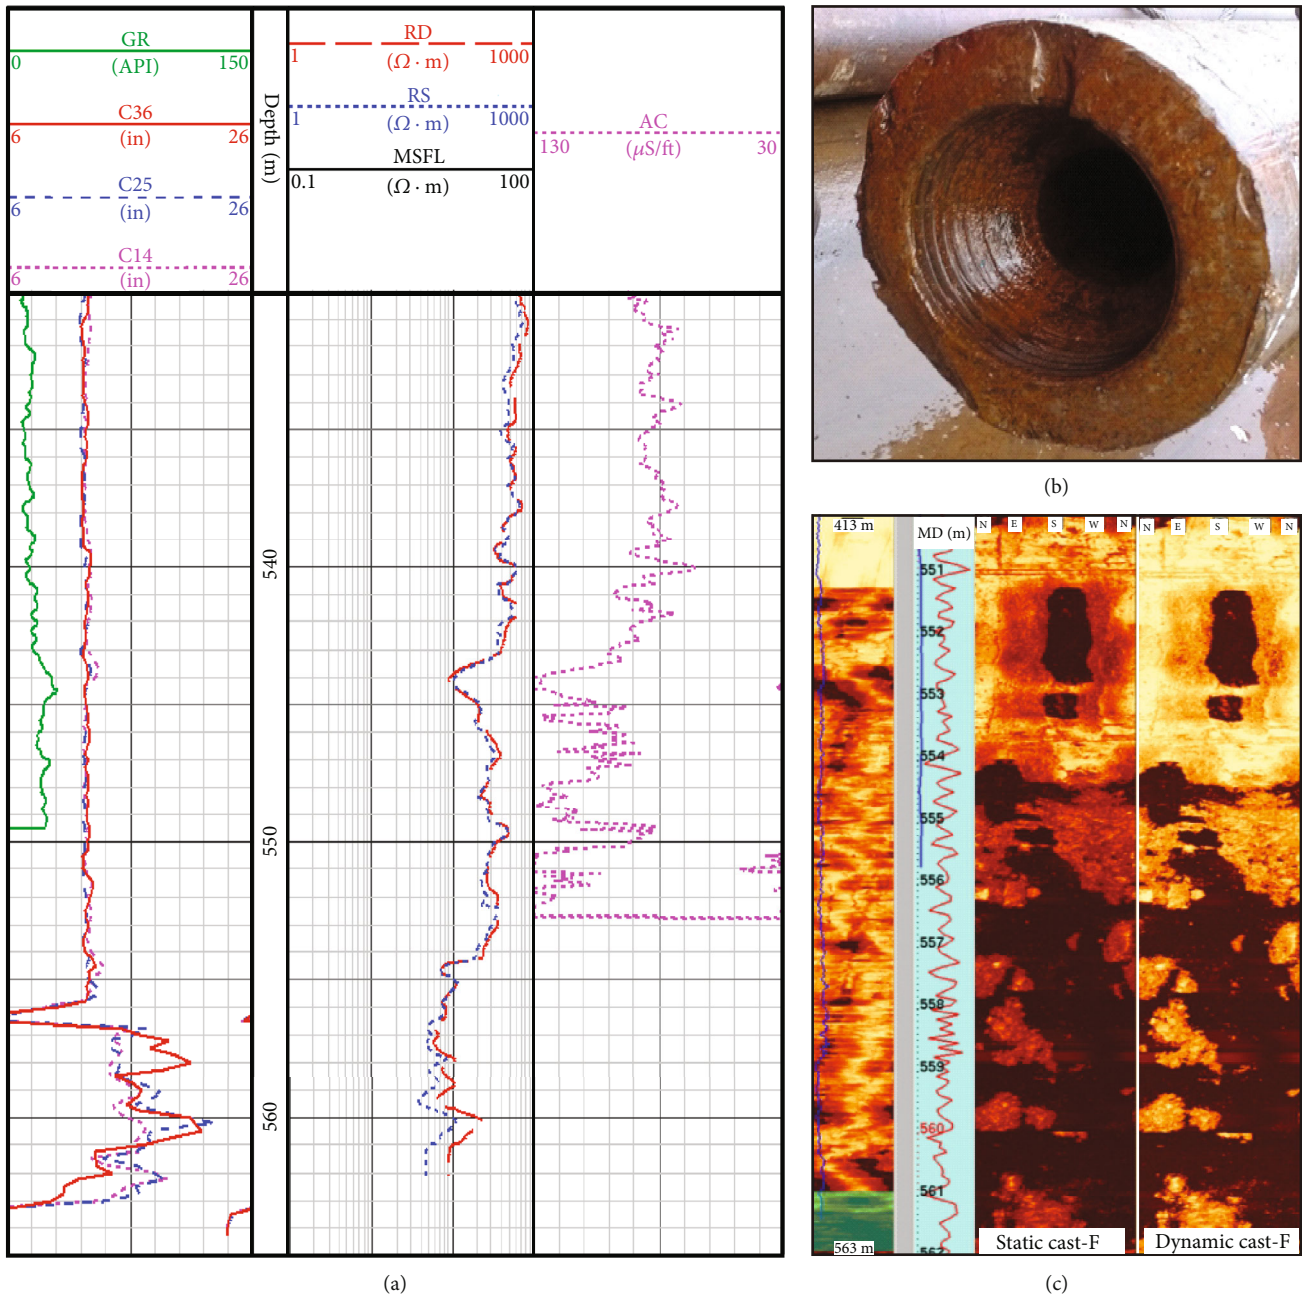 GR
0 (API) 150
C36
6 (in) 26
C25
6 (in) 26
C14
6 (in) 26
Depth (m)
RD
1 (Ω · m) 1000
RS
1 (Ω · m) 1000
MSFL
0.1 (Ω · m) 100
AC
130 (μS/ft) 30
540
550
560
(a)
(b)
413 m
MD (m)
N E S W N
N E S W N
551
552
553
554
555
556
557
558
559
560
561
563 m
Static cast-F
Dynamic cast-F
(c)